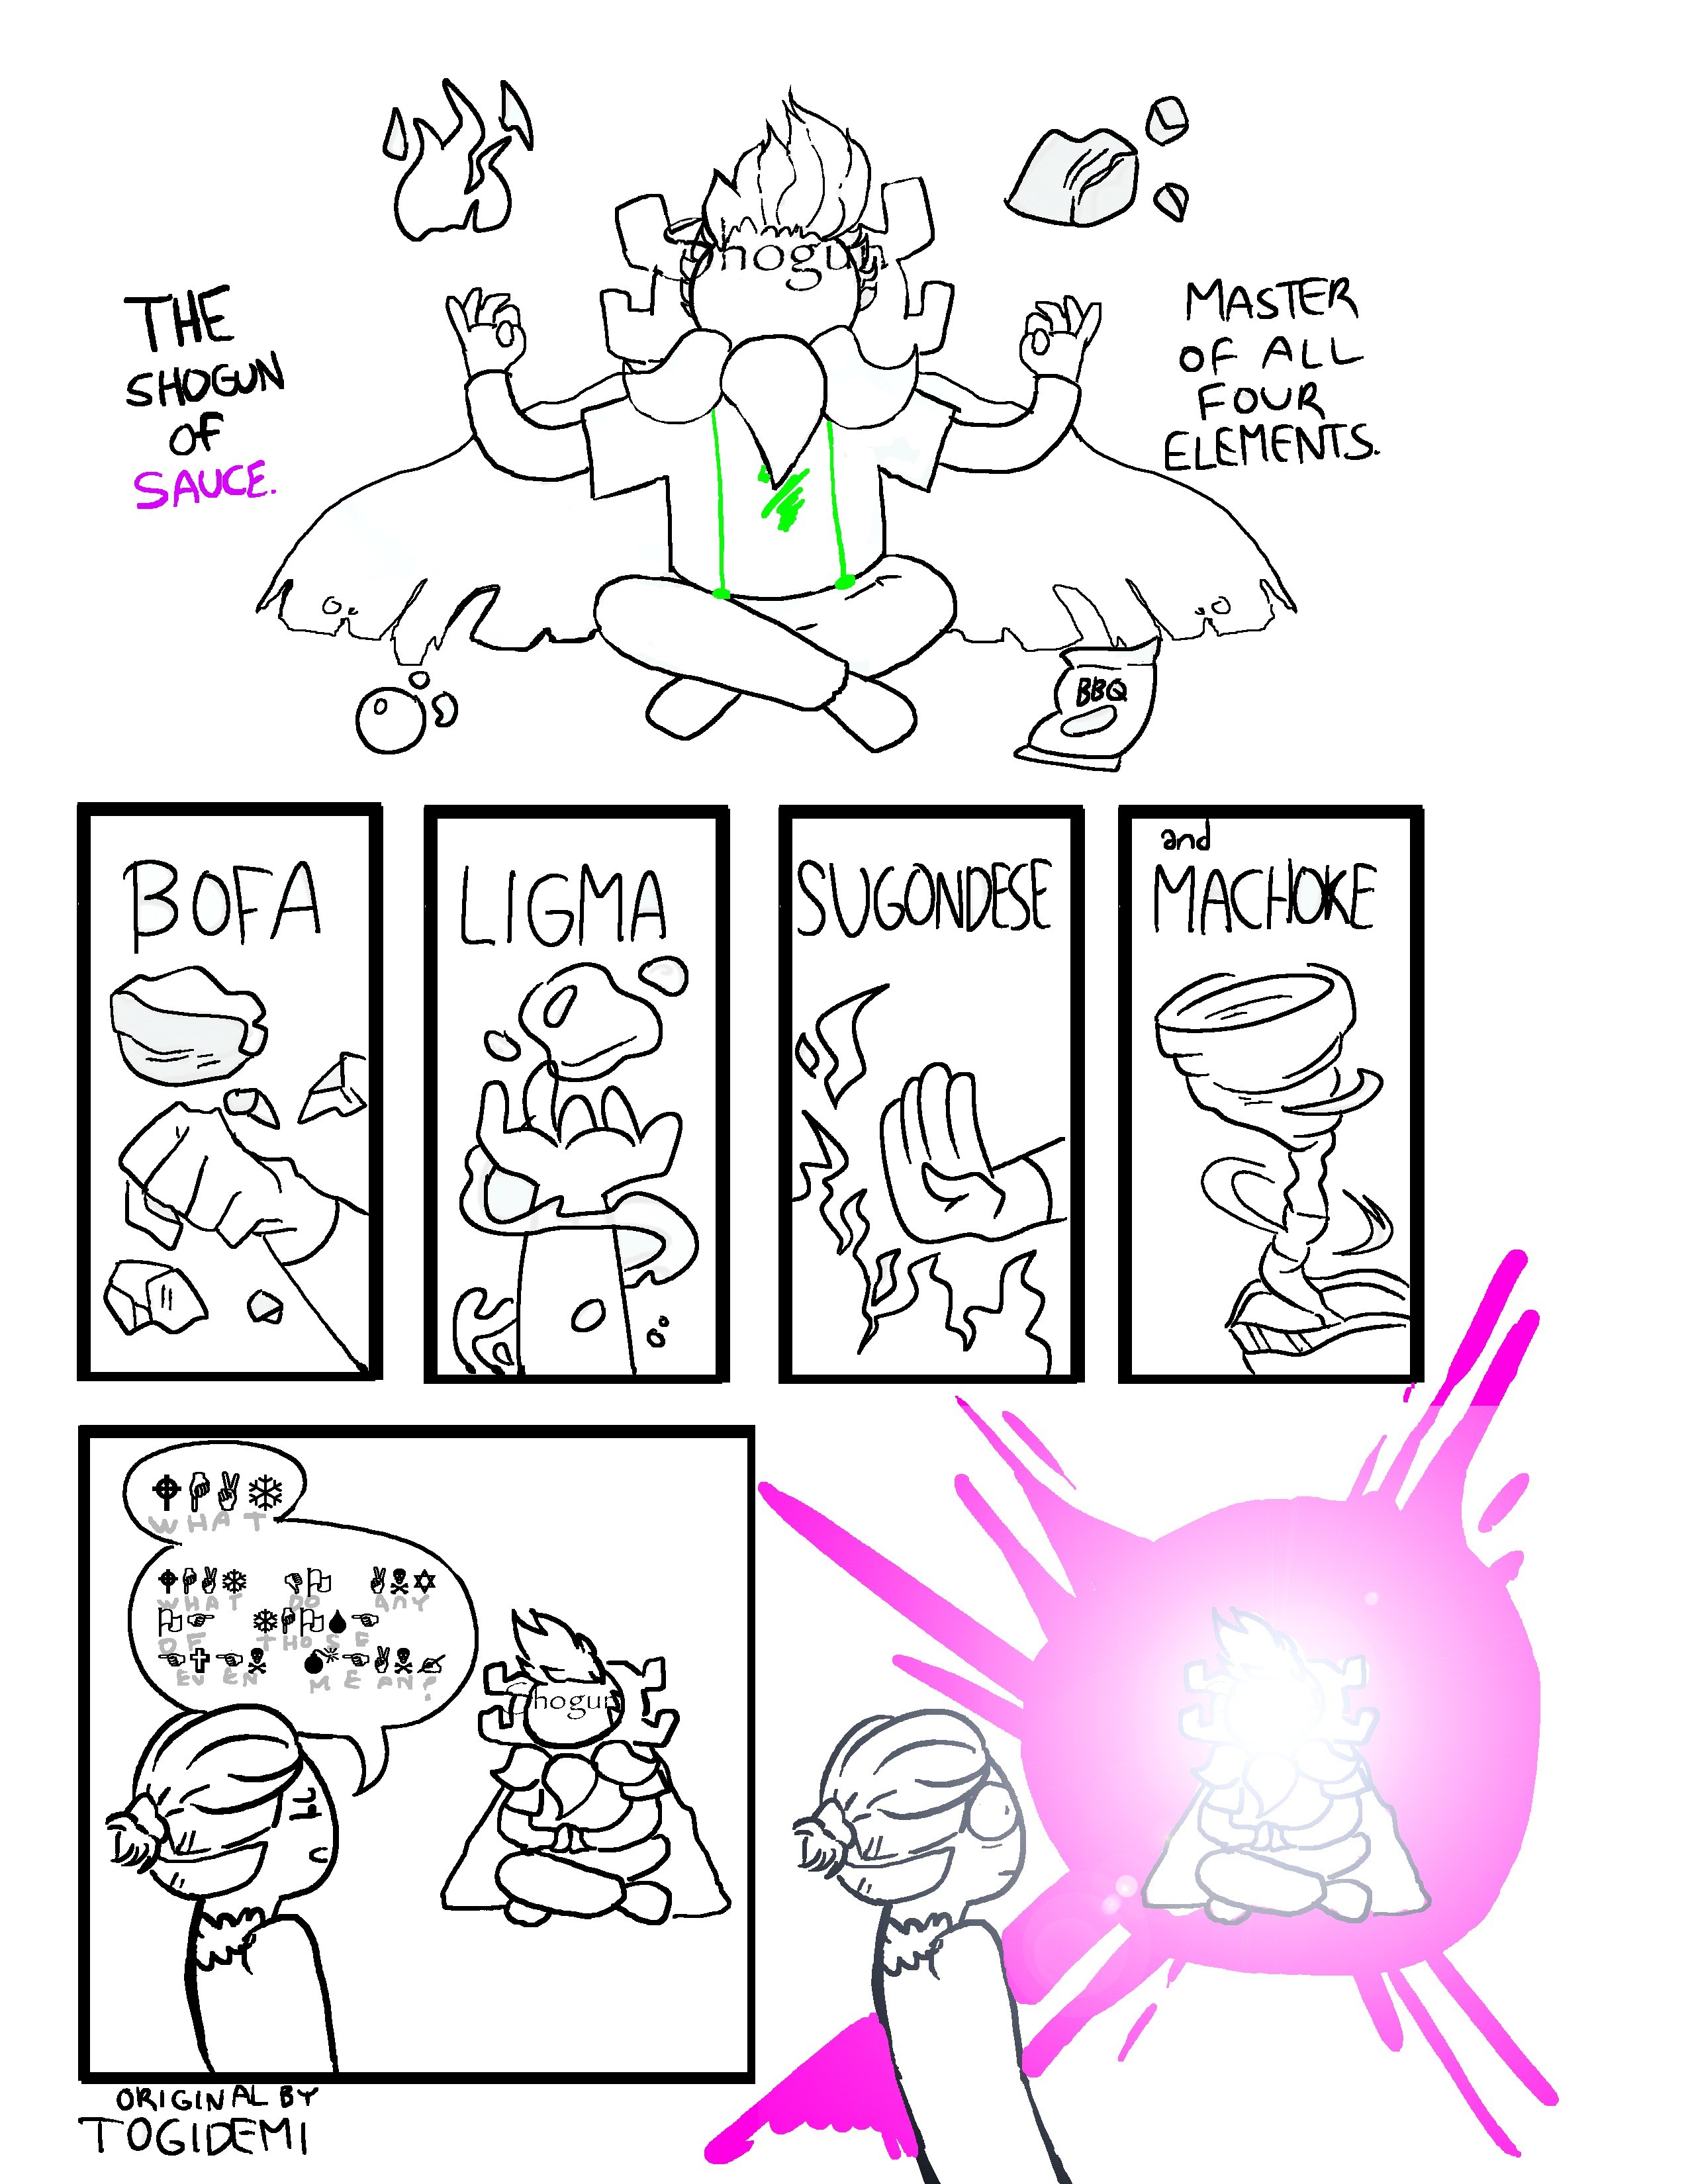 THE
SHOGUN
OF
SAUCE.
Shogun
MASTER
OF ALL
FOUR
ELEMENTS.
BBQ
BOFA
LIGMA
SUGONDESE
and
MACHOKE
✞☟✌❄
WHAT
✞☟✌❄ 👎⚐ ✌☠✡
WHAT DO ANY
⚐☞ ❄☟⚐💧☜
OF THOSE
☜✝☜☠ 💣☜✌☠✍
EVEN MEAN?
Shogun
ORIGINAL BY
TOGIDEMI